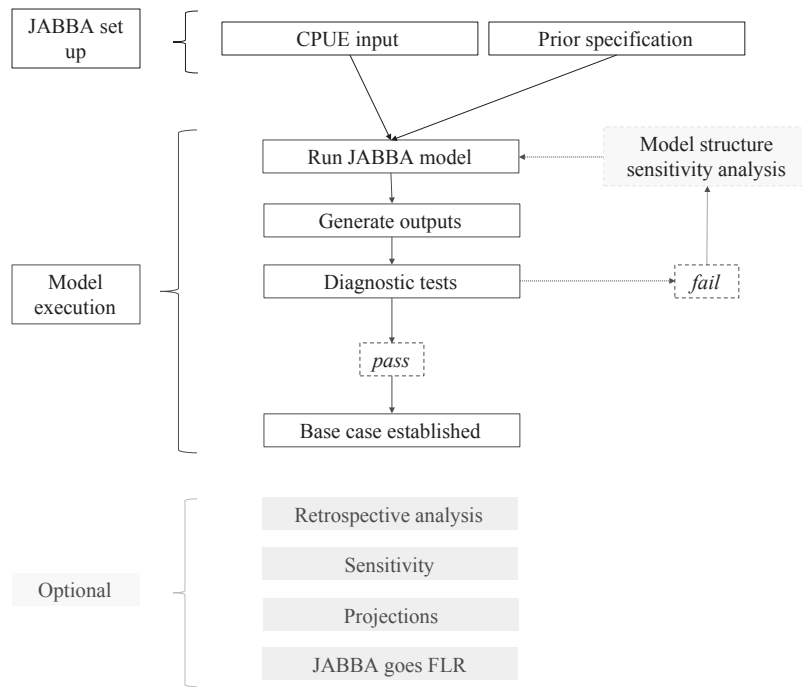 JABBA set
up
CPUE input
Prior specification
Model
execution
Run JABBA model
Model structure
sensitivity analysis
Generate outputs
Diagnostic tests
fail
pass
Base case established
Optional
Retrospective analysis
Sensitivity
Projections
JABBA goes FLR